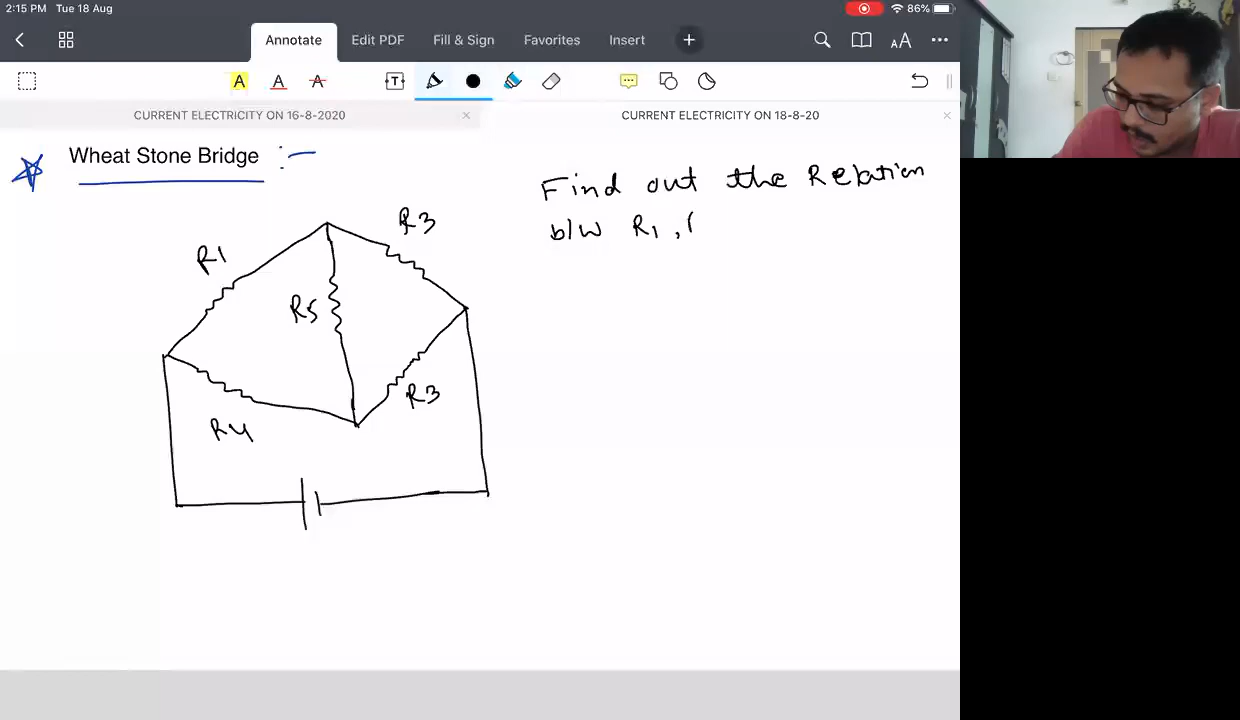 2:15 PM Tue 18 Aug
86%
Annotate Edit PDF Fill & Sign Favorites Insert
A A A T AA
CURRENT ELECTRICITY ON 16-8-2020
CURRENT ELECTRICITY ON 18-8-20
Wheat Stone Bridge :-
Find out the Relation
b/w R1, (
R1
R3
R5
R3
R4